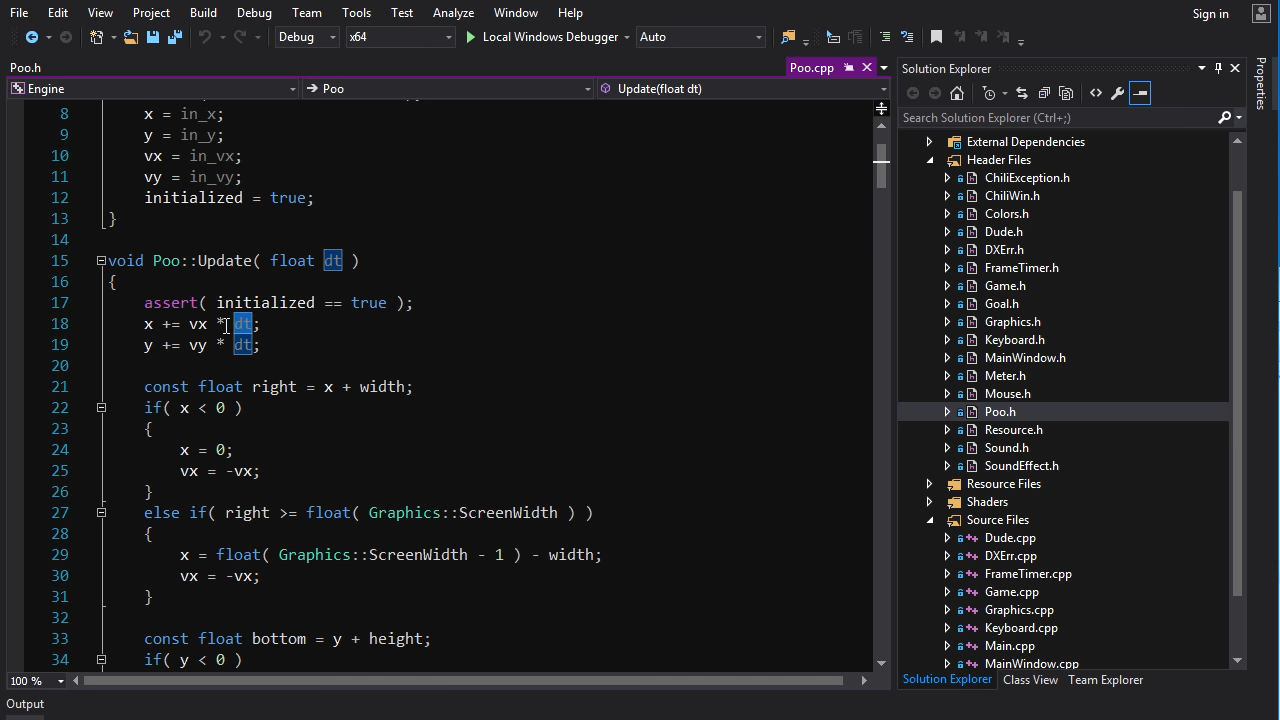 File Edit View Project Build Debug Team Tools Test Analyze Window Help
Sign in
Debug x64 Local Windows Debugger Auto
Poo.h Poo.cpp
Engine Poo Update(float dt)
8 x = in_x;
9 y = in_y;
10 vx = in_vx;
11 vy = in_vy;
12 initialized = true;
13 }
14
15 void Poo::Update( float dt )
16 {
17 assert( initialized == true );
18 x += vx * dt;
19 y += vy * dt;
20
21 const float right = x + width;
22 if( x < 0 )
23 {
24 x = 0;
25 vx = -vx;
26 }
27 else if( right >= float( Graphics::ScreenWidth ) )
28 {
29 x = float( Graphics::ScreenWidth - 1 ) - width;
30 vx = -vx;
31 }
32
33 const float bottom = y + height;
34 if( y < 0 )
100 %
Output
Solution Explorer
Search Solution Explorer (Ctrl+;)
External Dependencies
Header Files
ChiliException.h
ChiliWin.h
Colors.h
Dude.h
DXErr.h
FrameTimer.h
Game.h
Goal.h
Graphics.h
Keyboard.h
MainWindow.h
Meter.h
Mouse.h
Poo.h
Resource.h
Sound.h
SoundEffect.h
Resource Files
Shaders
Source Files
Dude.cpp
DXErr.cpp
FrameTimer.cpp
Game.cpp
Graphics.cpp
Keyboard.cpp
Main.cpp
MainWindow.cpp
Solution Explorer Class View Team Explorer
Properties